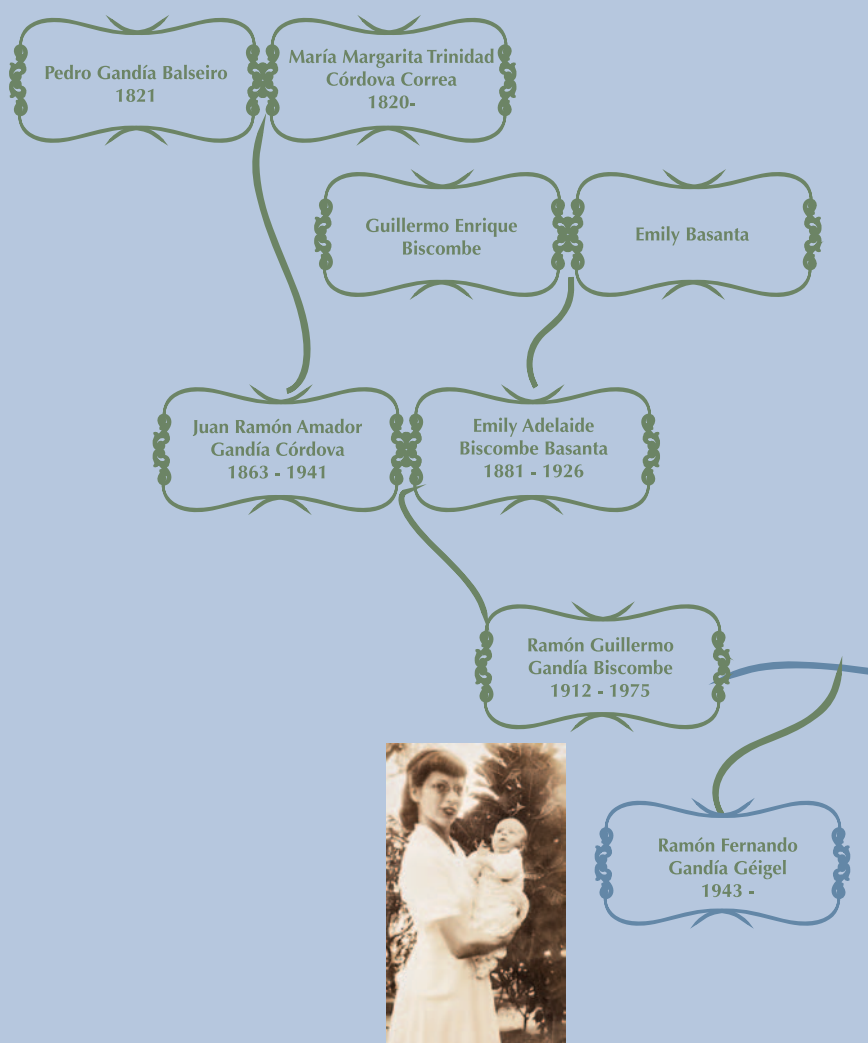 Pedro Gandía Balseiro
1821
María Margarita Trinidad
Córdova Correa
1820-
Guillermo Enrique
Biscombe
Emily Basanta
Juan Ramón Amador
Gandía Córdova
1863 - 1941
Emily Adelaide
Biscombe Basanta
1881 - 1926
Ramón Guillermo
Gandía Biscombe
1912 - 1975
Ramón Fernando
Gandía Géigel
1943 -